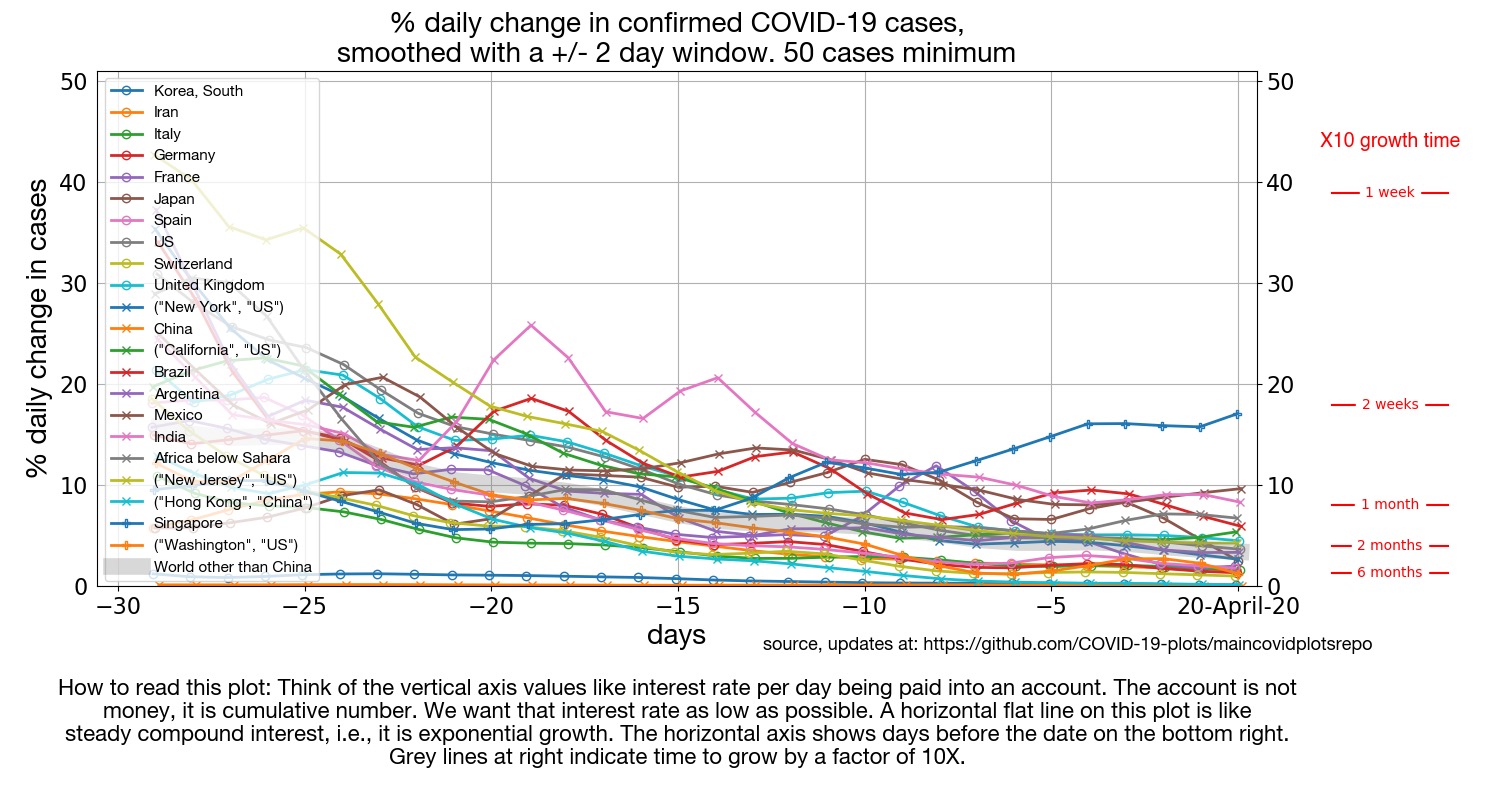 % daily change in confirmed COVID-19 cases,
smoothed with a +/- 2 day window. 50 cases minimum
% daily change in cases
50
40
30
20
10
0
Korea, South
Iran
Italy
Germany
France
Japan
Spain
US
Switzerland
United Kingdom
("New York", "US")
China
("California", "US")
Brazil
Argentina
Mexico
India
Africa below Sahara
("New Jersey", "US")
("Hong Kong", "China")
Singapore
("Washington", "US")
World other than China
50
40
30
20
10
0
X10 growth time
1 week
2 weeks
1 month
2 months
6 months
−30
−25
−20
−15
−10
−5
20-April-20
days
source, updates at: https://github.com/COVID-19-plots/maincovidplotsrepo
How to read this plot: Think of the vertical axis values like interest rate per day being paid into an account. The account is not
money, it is cumulative number. We want that interest rate as low as possible. A horizontal flat line on this plot is like
steady compound interest, i.e., it is exponential growth. The horizontal axis shows days before the date on the bottom right.
Grey lines at right indicate time to grow by a factor of 10X.